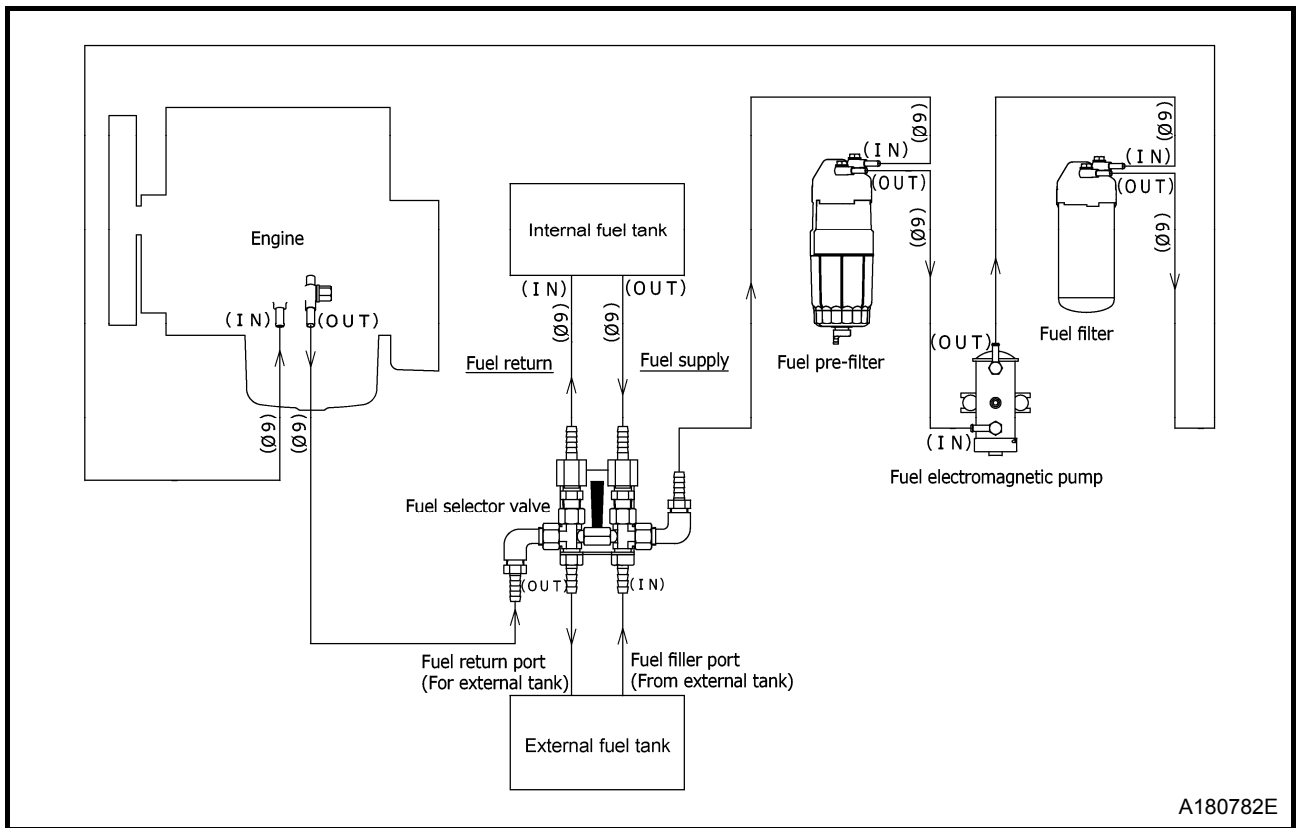 (Ø9)
(Ø9)
(IN)
(IN)
(OUT)
(OUT)
Internal fuel tank
(Ø9)
(Ø9)
Engine
(IN)
(OUT)
(IN)
(OUT)
(Ø9)
(Ø9)
Fuel filter
(OUT)
Fuel return
Fuel supply
Fuel pre-filter
(Ø9)
(Ø9)
(IN)
Fuel electromagnetic pump
Fuel selector valve
(OUT)
(IN)
Fuel return port
(For external tank)
Fuel filler port
(From external tank)
External fuel tank
A180782E